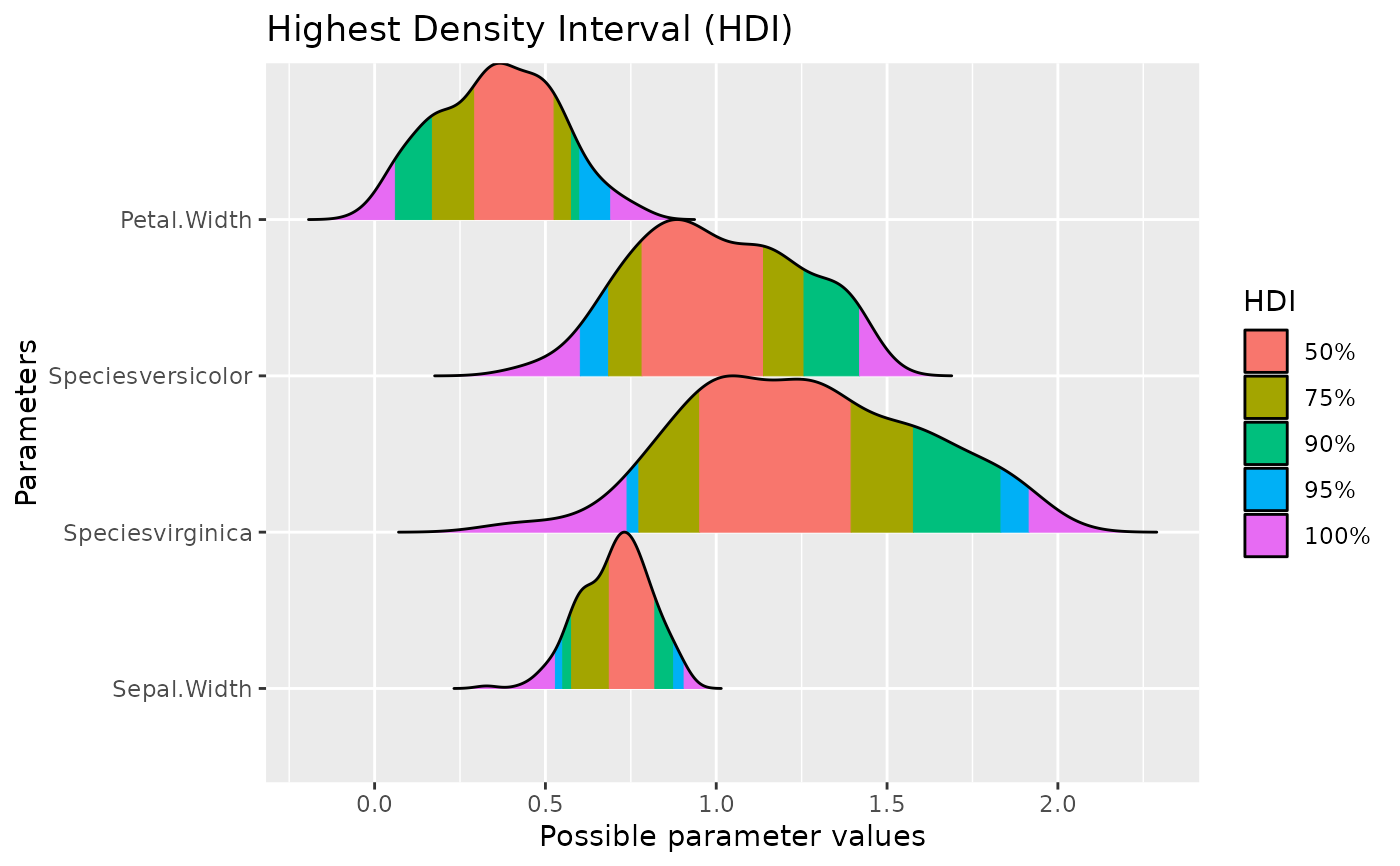 Highest Density Interval (HDI)
Parameters
Petal.Width
Speciesversicolor
Speciesvirginica
Sepal.Width
0.0 0.5 1.0 1.5 2.0
Possible parameter values
HDI
50%
75%
90%
95%
100%